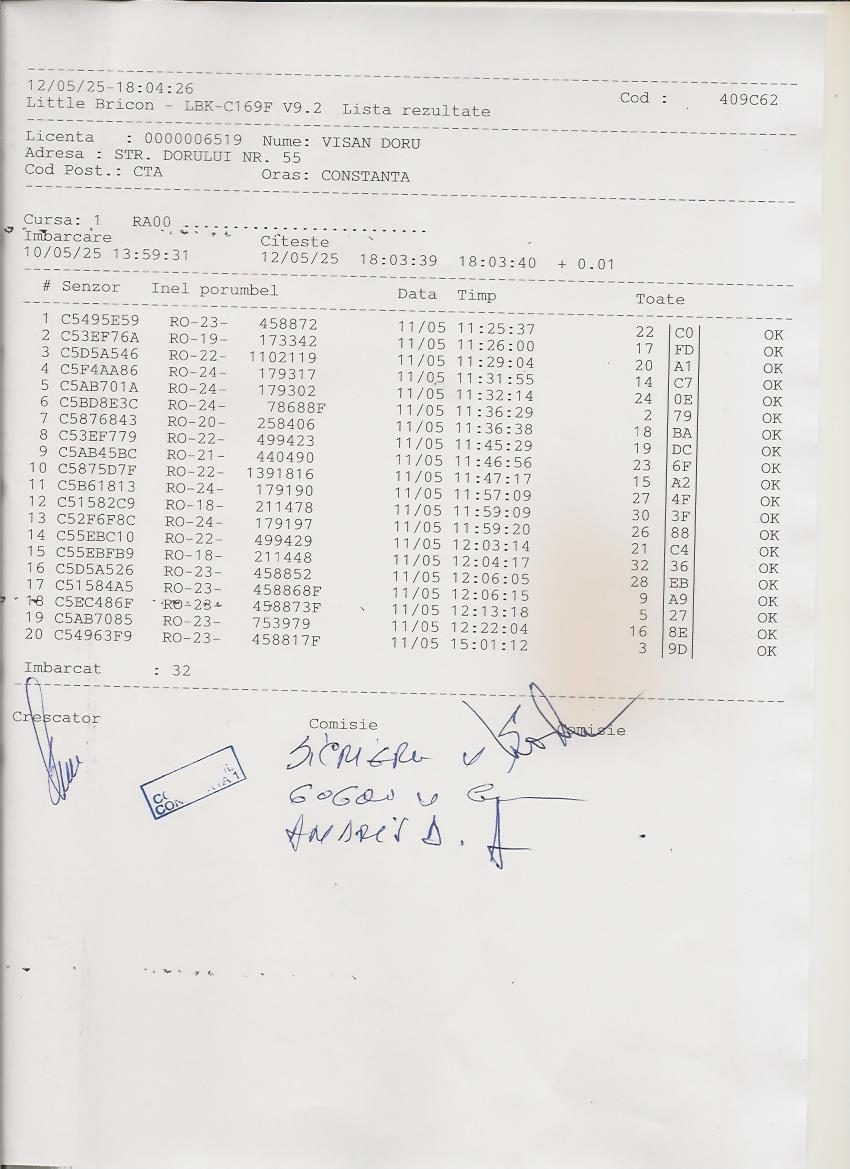 12/05/25-18:04:26
Little Bricon - LBK-C169F V9.2 Lista rezultate Cod : 409C62
Licenta : 0000006519 Nume: VISAN DORU
Adresa : STR. DORULUI NR. 55
Cod Post.: CTA Oras: CONSTANTA
Cursa: 1 RA00 ........................
Imbarcare Citeste
10/05/25 13:59:31 12/05/25 18:03:39 18:03:40 + 0.01
# Senzor Inel porumbel Data Timp Toate
1 C5495E59 RO-23- 458872 11/05 11:25:37 22 C0 OK
2 C53EF76A RO-19- 173342 11/05 11:26:00 17 FD OK
3 C5D5A546 RO-22- 1102119 11/05 11:29:04 20 A1 OK
4 C5F4AA86 RO-24- 179317 11/05 11:31:55 14 C7 OK
5 C5AB701A RO-24- 179302 11/05 11:32:14 24 0E OK
6 C5BD8E3C RO-24- 78688F 11/05 11:36:29 2 79 OK
7 C5876843 RO-20- 258406 11/05 11:36:38 18 BA OK
8 C53EF779 RO-22- 499423 11/05 11:45:29 19 DC OK
9 C5AB45BC RO-21- 440490 11/05 11:46:56 23 6F OK
10 C5875D7F RO-22- 1391816 11/05 11:47:17 15 A2 OK
11 C5B61813 RO-24- 179190 11/05 11:57:09 27 4F OK
12 C51582C9 RO-18- 211478 11/05 11:59:09 30 3F OK
13 C52F6F8C RO-24- 179197 11/05 11:59:20 26 88 OK
14 C55EBC10 RO-22- 499429 11/05 12:03:14 21 C4 OK
15 C55EBFB9 RO-18- 211448 11/05 12:04:17 32 36 OK
16 C5D5A526 RO-23- 458852 11/05 12:06:05 28 EB OK
17 C51584A5 RO-23- 458868F 11/05 12:06:15 9 A9 OK
18 C5EC486F RO-23- 458873F 11/05 12:13:18 5 27 OK
19 C5AB7085 RO-23- 753979 11/05 12:22:04 16 8E OK
20 C54963F9 RO-23- 458817F 11/05 15:01:12 3 9D OK
Imbarcat : 32
Crescator Comisie Comisie